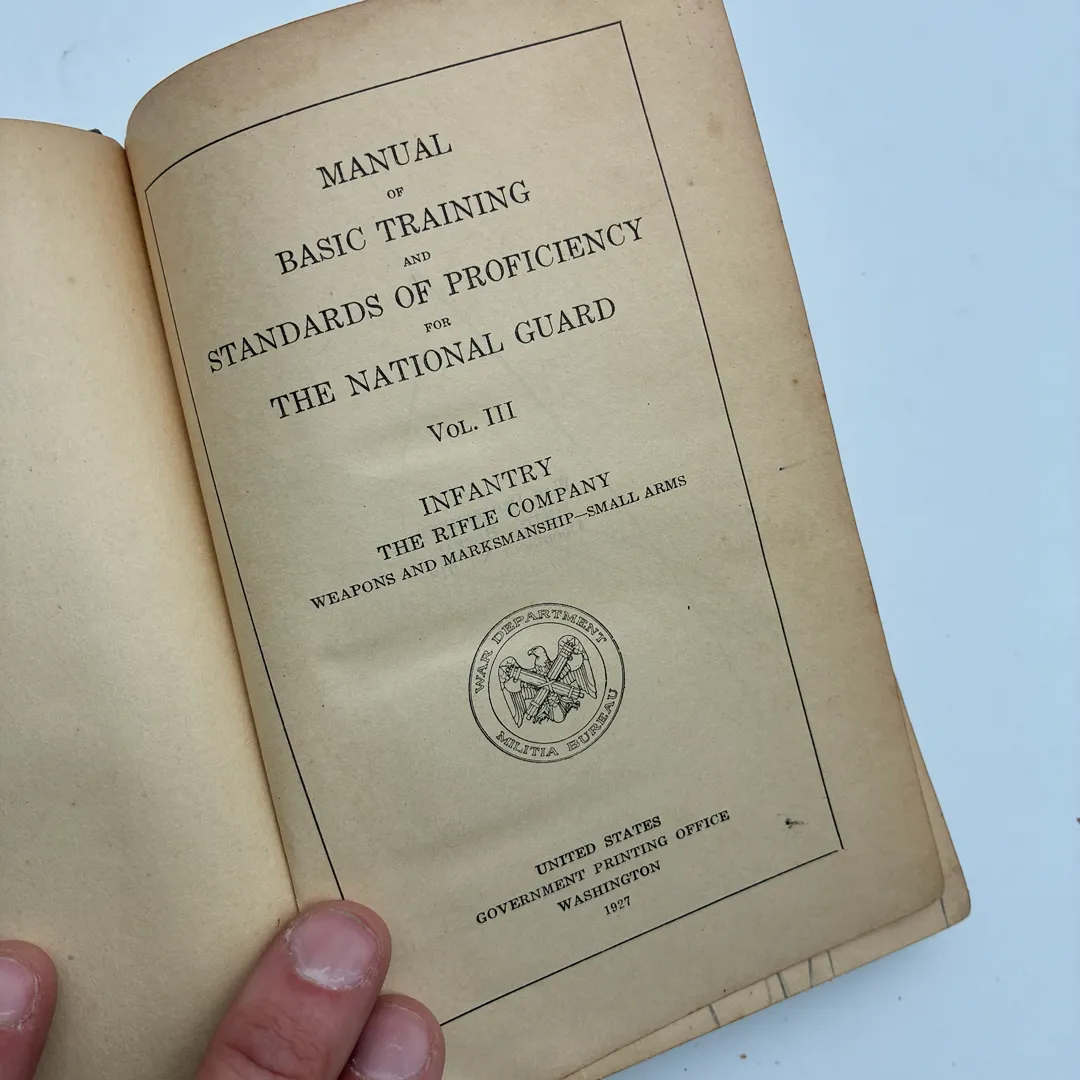 MANUAL
OF
BASIC TRAINING
AND
STANDARDS OF PROFICIENCY
FOR
THE NATIONAL GUARD
VOL. III
INFANTRY
THE RIFLE COMPANY
WEAPONS AND MARKSMANSHIP—SMALL ARMS
WAR DEPARTMENT
MILITIA BUREAU
UNITED STATES
GOVERNMENT PRINTING OFFICE
WASHINGTON
1927